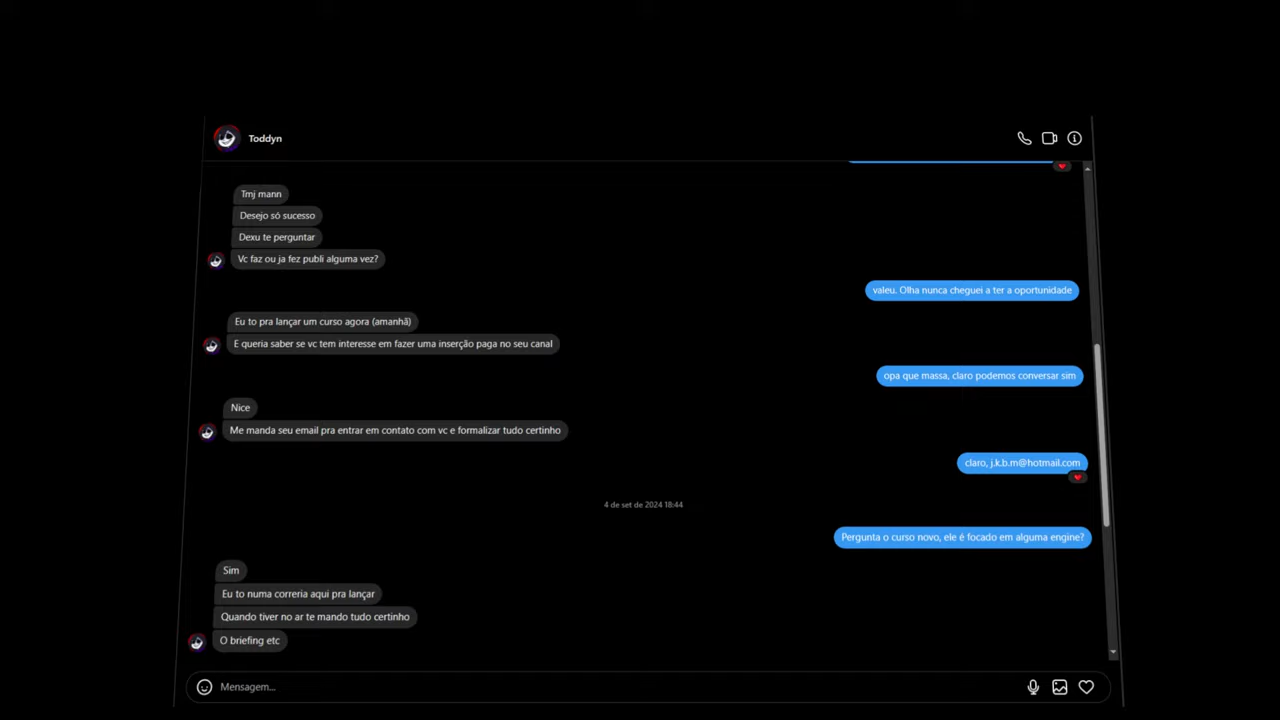 Toddyn
Tmj mann
Desejo só sucesso
Dexu te perguntar
Vc faz ou ja fez publi alguma vez?
valeu. Olha nunca cheguei a ter a oportunidade
Eu to pra lançar um curso agora (amanhã)
E queria saber se vc tem interesse em fazer uma inserção paga no seu canal
opa que massa, claro podemos conversar sim
Nice
Me manda seu email pra entrar em contato com vc e formalizar tudo certinho
claro, j.k.b.m@hotmail.com
4 de set de 2024 18:44
Pergunta o curso novo, ele é focado em alguma engine?
Sim
Eu to numa correria aqui pra lançar
Quando tiver no ar te mando tudo certinho
O briefing etc
Mensagem...